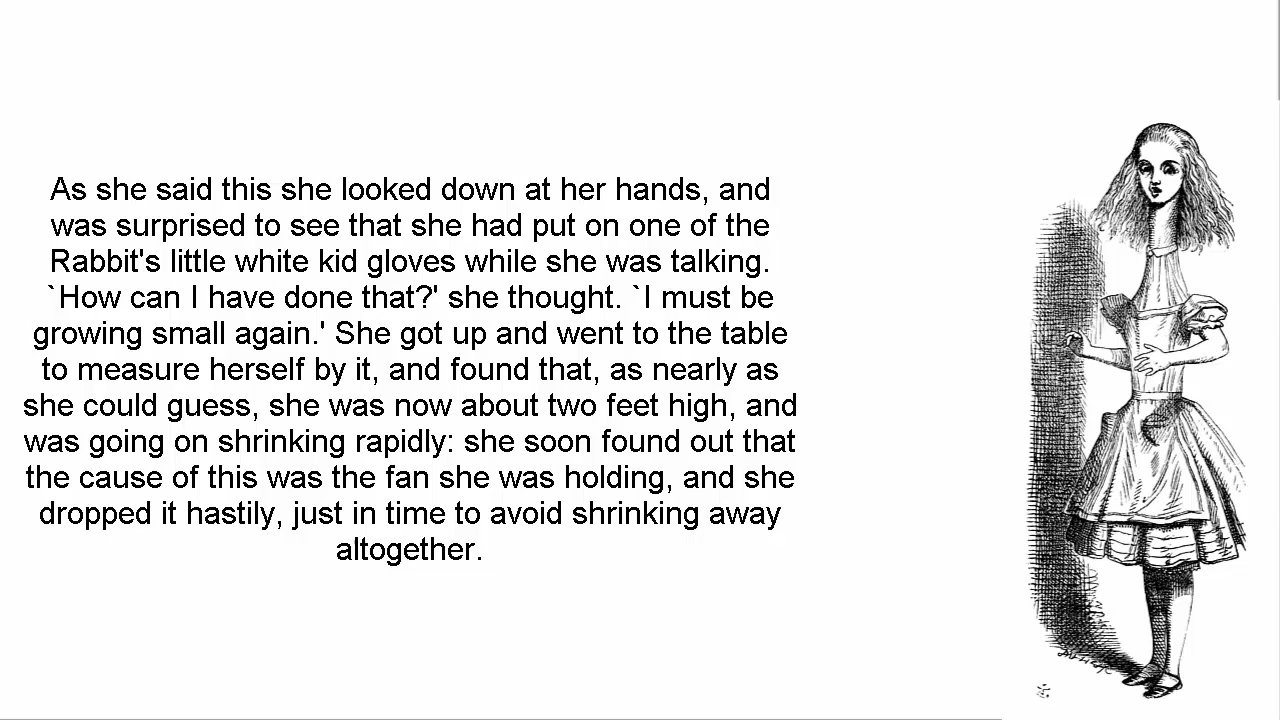 As she said this she looked down at her hands, and
was surprised to see that she had put on one of the
Rabbit's little white kid gloves while she was talking.
`How can I have done that?' she thought. `I must be
growing small again.' She got up and went to the table
to measure herself by it, and found that, as nearly as
she could guess, she was now about two feet high, and
was going on shrinking rapidly: she soon found out that
the cause of this was the fan she was holding, and she
dropped it hastily, just in time to avoid shrinking away
altogether.